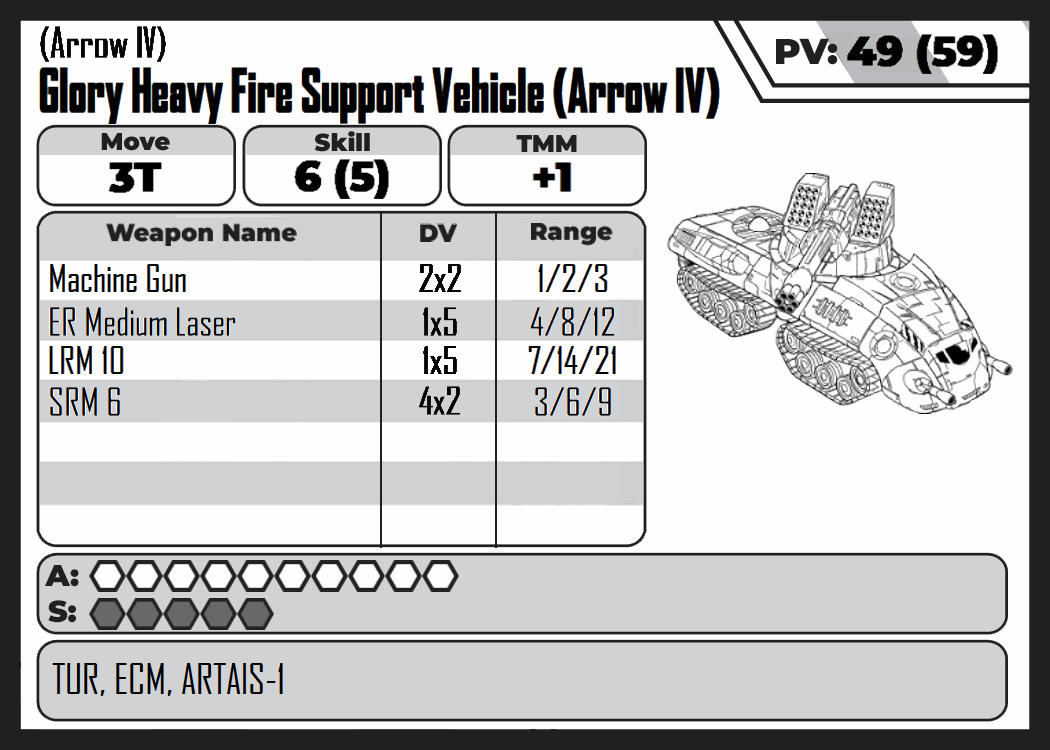 (Arrow IV)
Glory Heavy Fire Support Vehicle (Arrow IV)
PV: 49 (59)
Move Skill TMM
3T 6 (5) +1
Weapon Name DV Range
Machine Gun 2x2 1/2/3
ER Medium Laser 1x5 4/8/12
LRM 10 1x5 7/14/21
SRM 6 4x2 3/6/9
A:
S:
TUR, ECM, ARTAIS-1